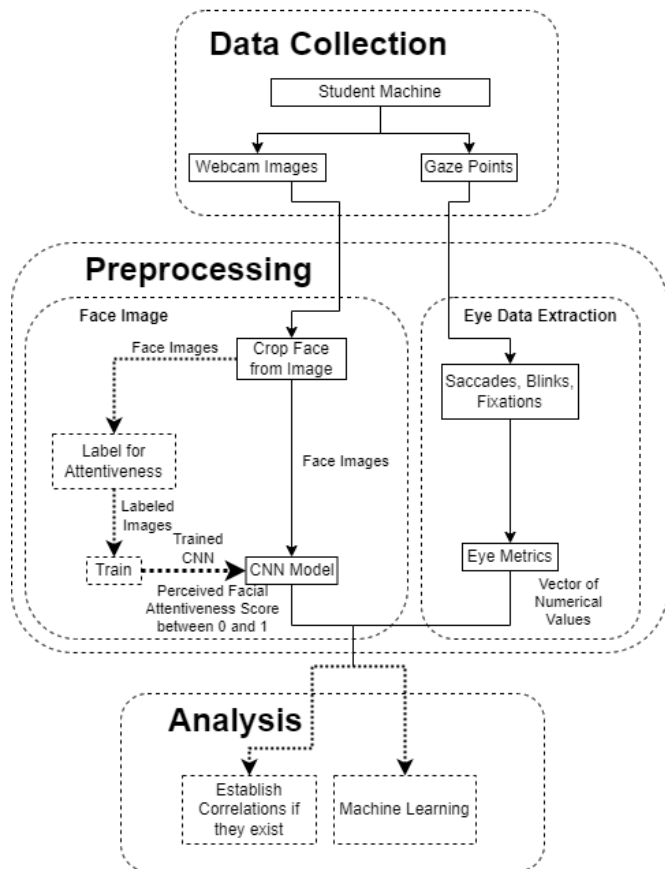 Data Collection
Student Machine
Webcam Images
Gaze Points
Preprocessing
Face Image
Eye Data Extraction
Face Images
Crop Face
from Image
Saccades, Blinks,
Fixations
Label for
Attentiveness
Face Images
Labeled
Images
Trained
CNN
Train
CNN Model
Eye Metrics
Perceived Facial
Attentiveness Score
between 0 and 1
Vector of
Numerical
Values
Analysis
Establish
Correlations if
they exist
Machine Learning